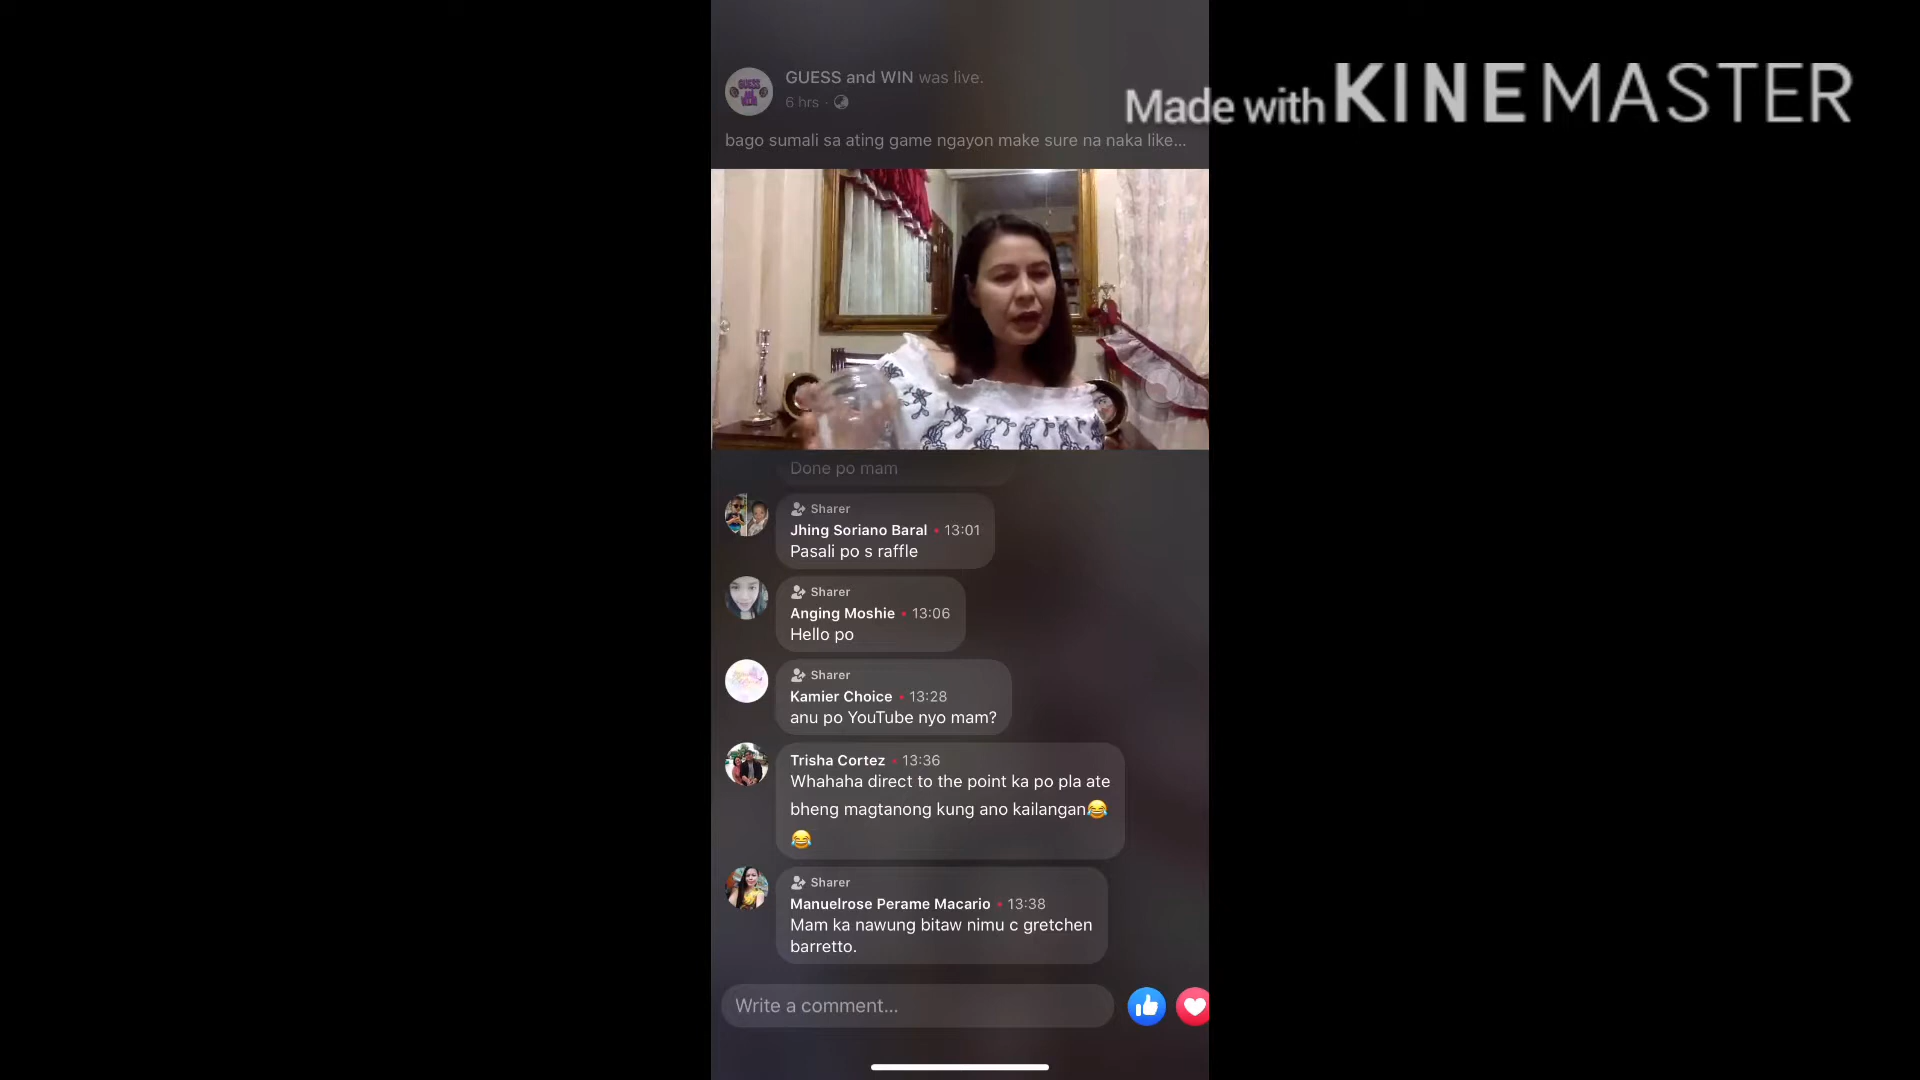 GUESS and WIN was live.
6 hrs ·
bago sumali sa ating game ngayon make sure na naka like...
Made with KINEMASTER
Done po mam
Sharer
Jhing Soriano Baral • 13:01
Pasali po s raffle
Sharer
Anging Moshie • 13:06
Hello po
Sharer
Kamier Choice • 13:28
anu po YouTube nyo mam?
Trisha Cortez • 13:36
Whahaha direct to the point ka po pla ate
bheng magtanong kung ano kailangan😂
😂
Sharer
Manuelrose Perame Macario • 13:38
Mam ka nawung bitaw nimu c gretchen
barretto.
Write a comment...